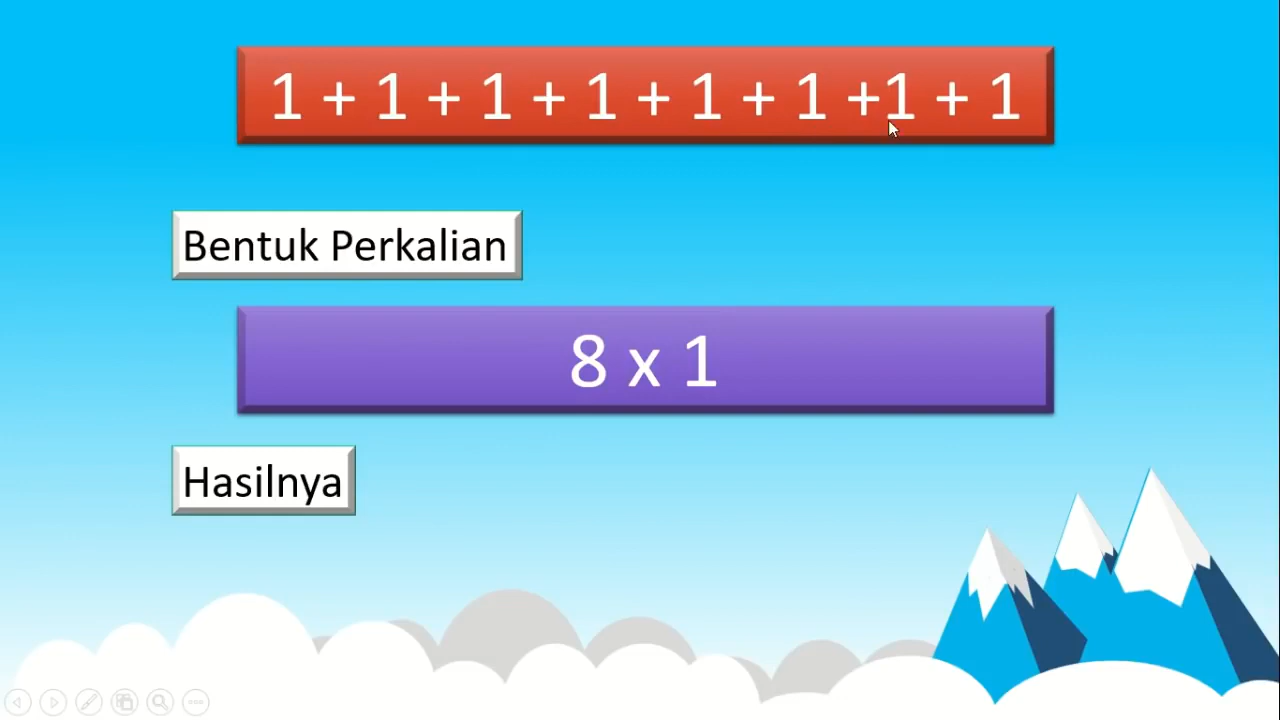 1 + 1 + 1 + 1 + 1 + 1 +1 + 1
Bentuk Perkalian
8 x 1
Hasilnya